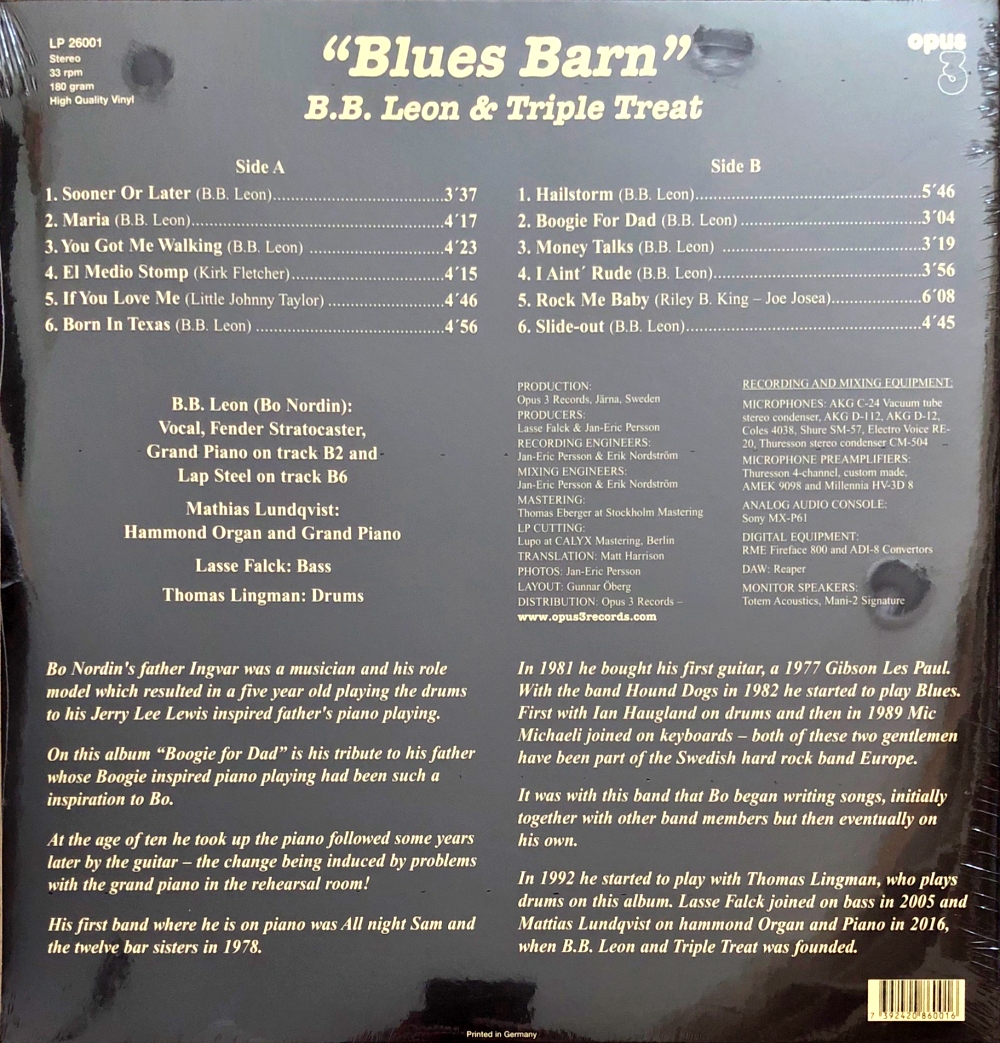 LP 26001
Stereo
33 rpm
180 gram
High Quality Vinyl
“Blues Barn”
B.B. Leon & Triple Treat
opus
3
Side A
1. Sooner Or Later (B.B. Leon)......................................3´37
2. Maria (B.B. Leon)........................................................4´17
3. You Got Me Walking (B.B. Leon) ..............................4´23
4. El Medio Stomp (Kirk Fletcher)..................................4´15
5. If You Love Me (Little Johnny Taylor) ..........................4´46
6. Born In Texas (B.B. Leon) ..........................................4´56
Side B
1. Hailstorm (B.B. Leon)..................................................5´46
2. Boogie For Dad (B.B. Leon)........................................3´04
3. Money Talks (B.B. Leon) ............................................3´19
4. I Aint´ Rude (B.B. Leon)..............................................3´56
5. Rock Me Baby (Riley B. King – Joe Josea)....................6´08
6. Slide-out (B.B. Leon)....................................................4´45
B.B. Leon (Bo Nordin):
Vocal, Fender Stratocaster,
Grand Piano on track B2 and
Lap Steel on track B6
Mathias Lundqvist:
Hammond Organ and Grand Piano
Lasse Falck: Bass
Thomas Lingman: Drums
PRODUCTION:
Opus 3 Records, Järna, Sweden
PRODUCERS:
Lasse Falck & Jan-Eric Persson
RECORDING ENGINEERS:
Jan-Eric Persson & Erik Nordström
MIXING ENGINEERS:
Jan-Eric Persson & Erik Nordström
MASTERING:
Thomas Eberger at Stockholm Mastering
LP CUTTING:
Lupo at CALYX Mastering, Berlin
TRANSLATION: Matt Harrison
PHOTOS: Jan-Eric Persson
LAYOUT: Gunnar Öberg
DISTRIBUTION: Opus 3 Records –
www.opus3records.com
RECORDING AND MIXING EQUIPMENT:
MICROPHONES: AKG C-24 Vacuum tube
stereo condenser, AKG D-112, AKG D-12,
Coles 4038, Shure SM-57, Electro Voice RE-
20, Thuresson stereo condenser CM-504
MICROPHONE PREAMPLIFIERS:
Thuresson 4-channel, custom made,
AMEK 9098 and Millennia HV-3D 8
ANALOG AUDIO CONSOLE:
Sony MX-P61
DIGITAL EQUIPMENT:
RME Fireface 800 and ADI-8 Convertors
DAW: Reaper
MONITOR SPEAKERS:
Totem Acoustics, Mani-2 Signature
Bo Nordin's father Ingvar was a musician and his role
model which resulted in a five year old playing the drums
to his Jerry Lee Lewis inspired father's piano playing.
On this album “Boogie for Dad” is his tribute to his father
whose Boogie inspired piano playing had been such a
inspiration to Bo.
At the age of ten he took up the piano followed some years
later by the guitar – the change being induced by problems
with the grand piano in the rehearsal room!
His first band where he is on piano was All night Sam and
the twelve bar sisters in 1978.
In 1981 he bought his first guitar, a 1977 Gibson Les Paul.
With the band Hound Dogs in 1982 he started to play Blues.
First with Ian Haugland on drums and then in 1989 Mic
Michaeli joined on keyboards – both of these two gentlemen
have been part of the Swedish hard rock band Europe.
It was with this band that Bo began writing songs, initially
together with other band members but then eventually on
his own.
In 1992 he started to play with Thomas Lingman, who plays
drums on this album. Lasse Falck joined on bass in 2005 and
Mattias Lundqvist on hammond Organ and Piano in 2016,
when B.B. Leon and Triple Treat was founded.
7 392420 860016
Printed in Germany